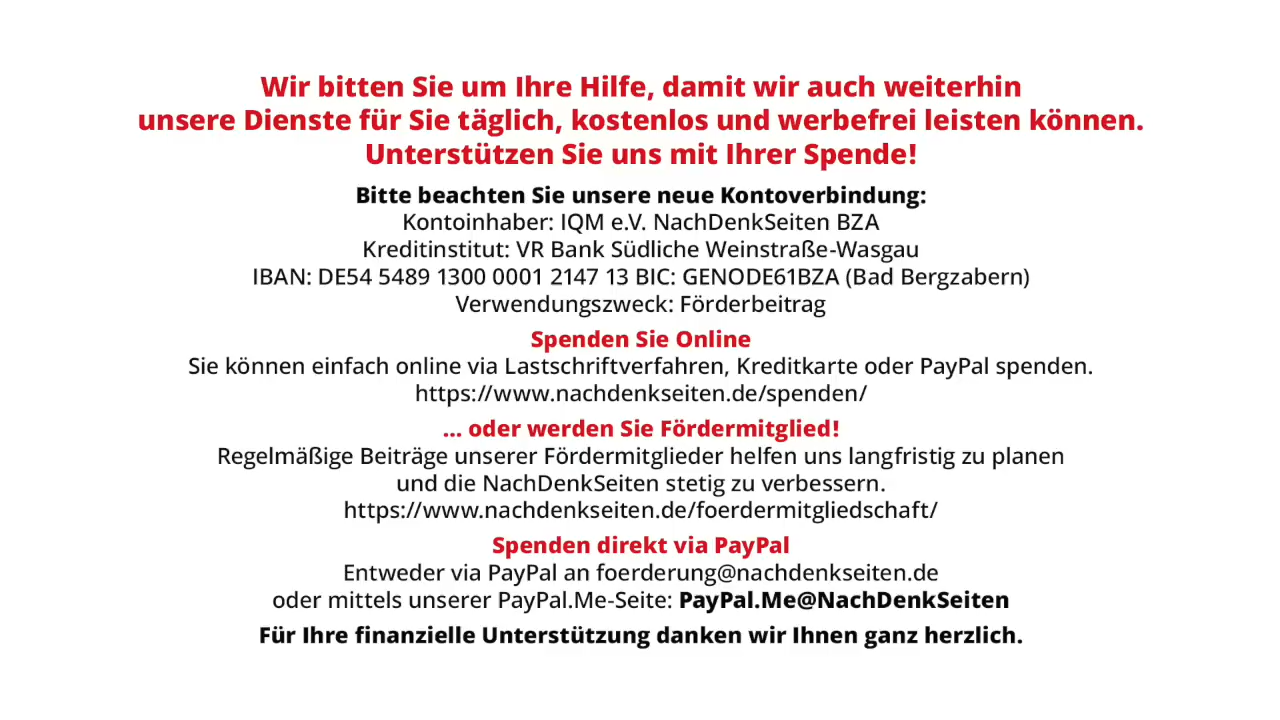 Wir bitten Sie um Ihre Hilfe, damit wir auch weiterhin
unsere Dienste für Sie täglich, kostenlos und werbefrei leisten können.
Unterstützen Sie uns mit Ihrer Spende!
Bitte beachten Sie unsere neue Kontoverbindung:
Kontoinhaber: IQM e.V. NachDenkSeiten BZA
Kreditinstitut: VR Bank Südliche Weinstraße-Wasgau
IBAN: DE54 5489 1300 0001 2147 13 BIC: GENODE61BZA (Bad Bergzabern)
Verwendungszweck: Förderbeitrag
Spenden Sie Online
Sie können einfach online via Lastschriftverfahren, Kreditkarte oder PayPal spenden.
https://www.nachdenkseiten.de/spenden/
... oder werden Sie Fördermitglied!
Regelmäßige Beiträge unserer Fördermitglieder helfen uns langfristig zu planen
und die NachDenkSeiten stetig zu verbessern.
https://www.nachdenkseiten.de/foerdermitgliedschaft/
Spenden direkt via PayPal
Entweder via PayPal an foerderung@nachdenkseiten.de
oder mittels unserer PayPal.Me-Seite: PayPal.Me@NachDenkSeiten
Für Ihre finanzielle Unterstützung danken wir Ihnen ganz herzlich.